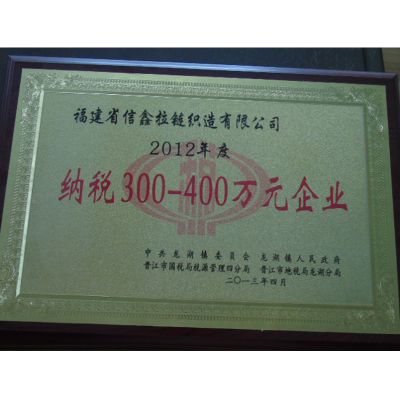 福建省信鑫拉链织造有限公司
2012年度
纳税300-400万元企业
中共龙湖镇委员会 龙湖镇人民政府
晋江市国税局税源管理四分局 晋江市地税局龙湖分局
二〇一三年四月